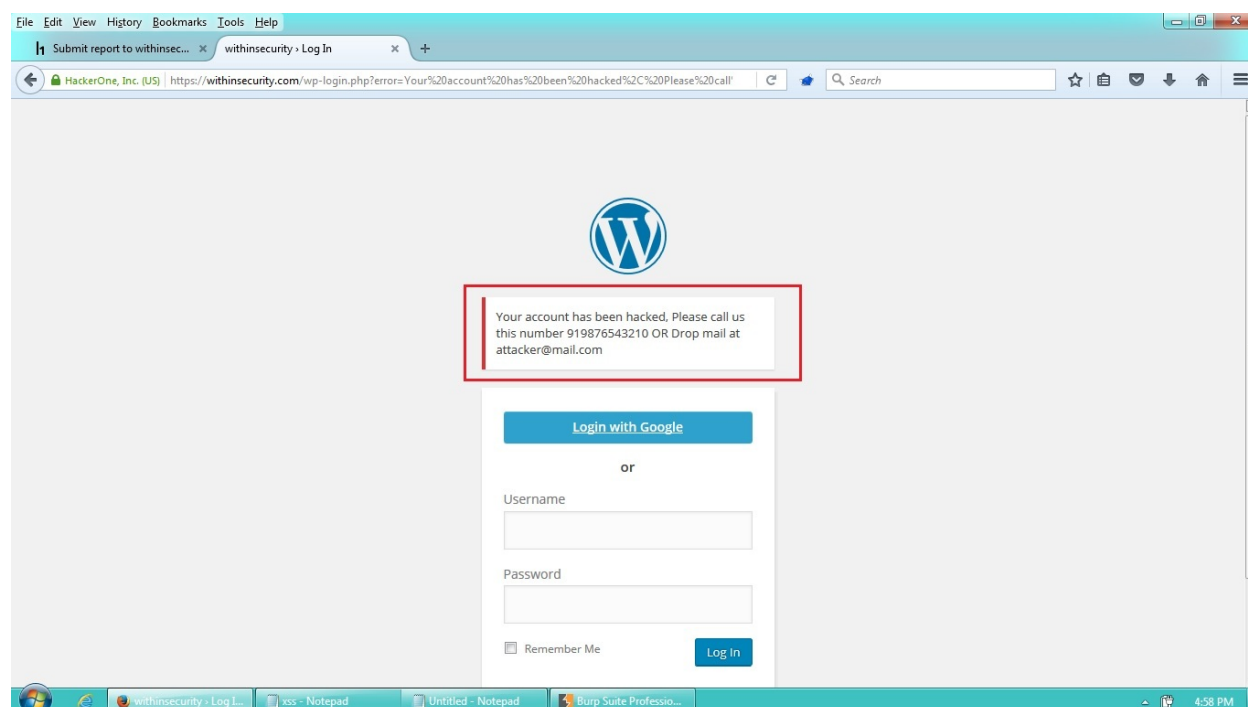 File Edit View History Bookmarks Tools Help
Submit report to withinsec... × withinsecurity › Log In × +
HackerOne, Inc. (US) https://withinsecurity.com/wp-login.php?error=Your%20account%20has%20been%20hacked%2C%20Please%20call' Search
Your account has been hacked, Please call us
this number 919876543210 OR Drop mail at
attacker@mail.com
Login with Google
or
Username
Password
Remember Me Log In
withinsecurity › Log I... xss - Notepad Untitled - Notepad Burp Suite Professio... 4:58 PM